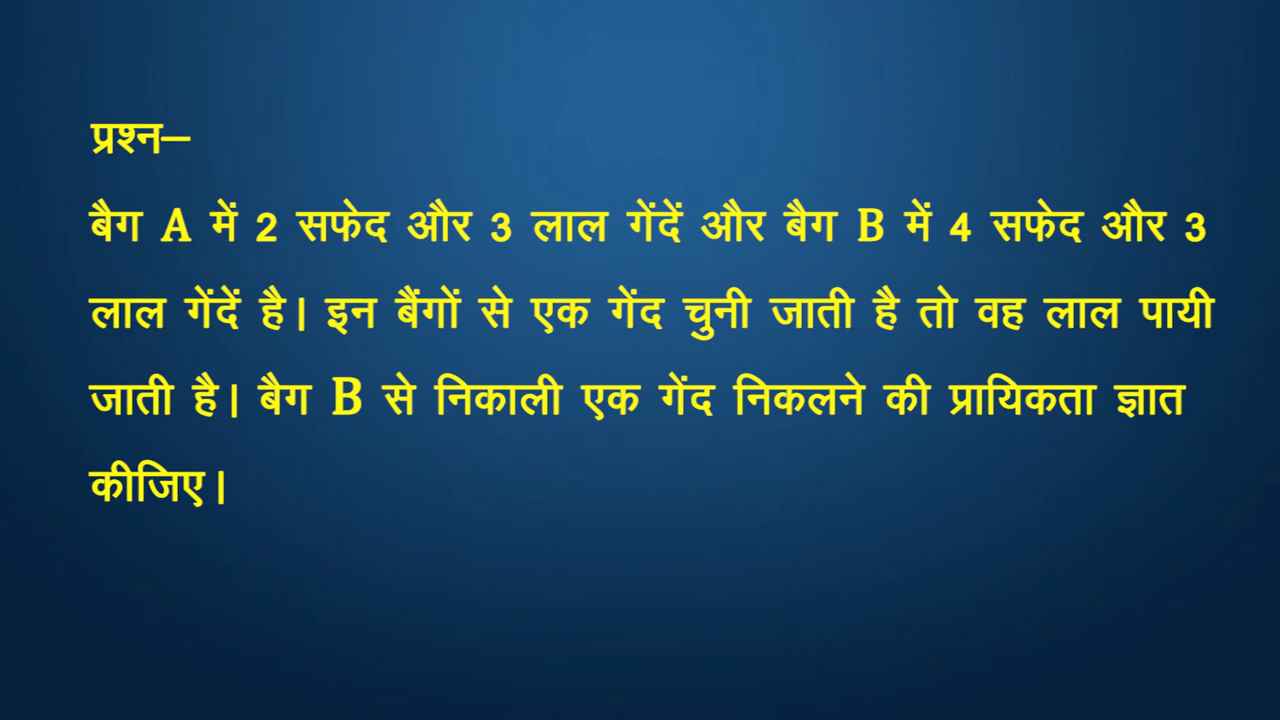 प्रश्न–
बैग A में 2 सफेद और 3 लाल गेंदें और बैग B में 4 सफेद और 3
लाल गेंदें है। इन बैंगों से एक गेंद चुनी जाती है तो वह लाल पायी
जाती है। बैग B से निकाली एक गेंद निकलने की प्रायिकता ज्ञात
कीजिए।